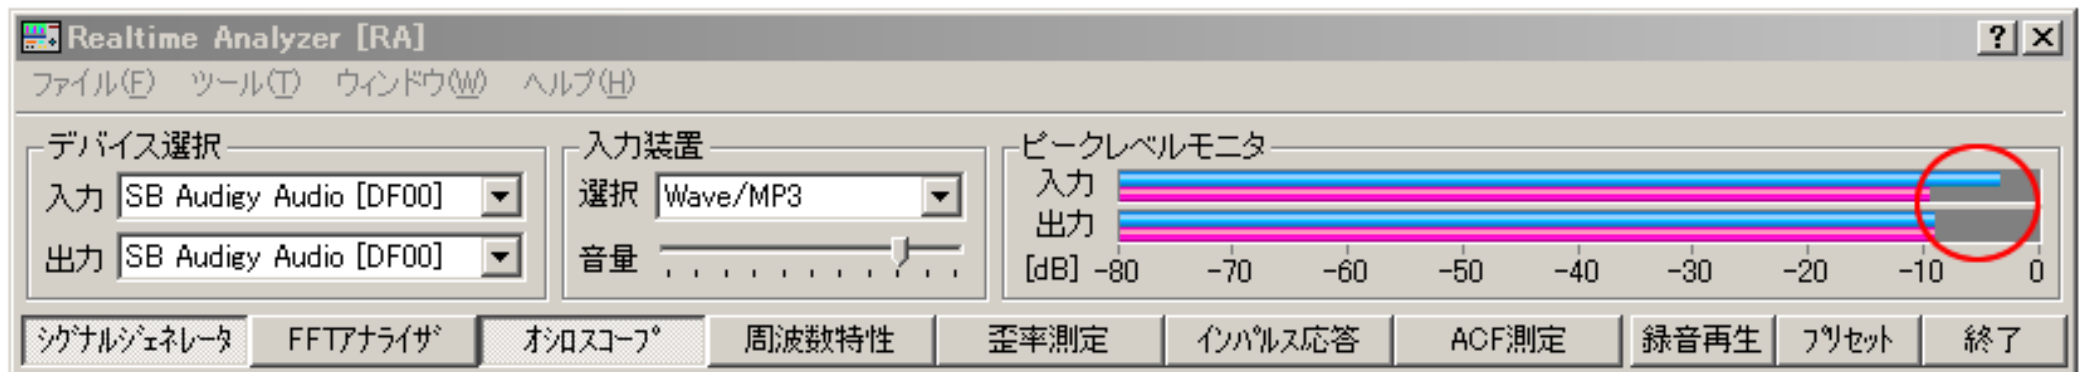 Realtime Analyzer [RA]
ファイル(F) ツール(T) ウィンドウ(W) ヘルプ(H)
デバイス選択 入力装置 ピークレベルモニタ
入力 SB Audigy Audio [DF00] 選択 Wave/MP3 入力
出力 SB Audigy Audio [DF00] 音量 出力
[dB] -80 -70 -60 -50 -40 -30 -20 -10 0
シグナルジェネレータ FFTアナライザ オシロスコープ 周波数特性 歪率測定 インパルス応答 ACF測定 録音再生 プリセット 終了